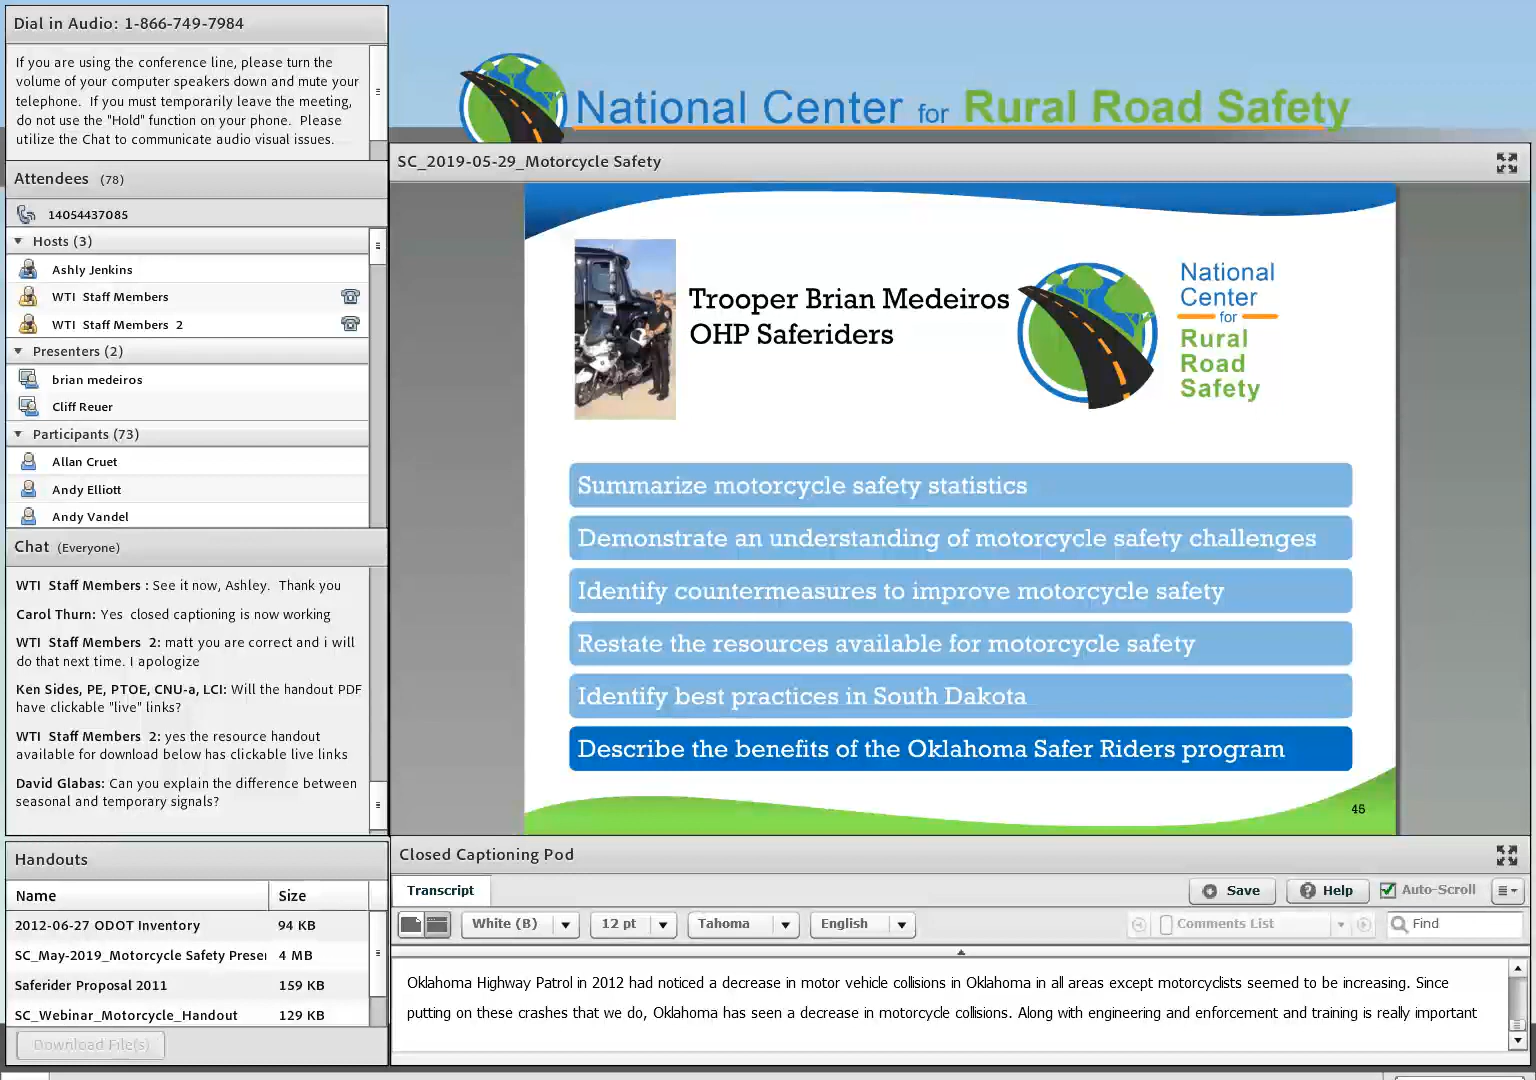 Dial in Audio: 1-866-749-7984
If you are using the conference line, please turn the
volume of your computer speakers down and mute your
telephone.  If you must temporarily leave the meeting,
do not use the "Hold" function on your phone.  Please
utilize the Chat to communicate audio visual issues.
Attendees (78)
14054437085
Hosts (3)
Ashly Jenkins
WTI Staff Members
WTI Staff Members 2
Presenters (2)
brian medeiros
Cliff Reuer
Participants (73)
Allan Cruet
Andy Elliott
Andy Vandel
Chat (Everyone)
WTI Staff Members : See it now, Ashley.  Thank you
Carol Thurn: Yes closed captioning is now working
WTI Staff Members 2: matt you are correct and i will
do that next time. I apologize
Ken Sides, PE, PTOE, CNU-a, LCI: Will the handout PDF
have clickable "live" links?
WTI Staff Members 2: yes the resource handout
available for download below has clickable live links
David Glabas: Can you explain the difference between
seasonal and temporary signals?
Handouts
Name Size
2012-06-27 ODOT Inventory 94 KB
SC_May-2019_Motorcycle Safety Preser 4 MB
Saferider Proposal 2011 159 KB
SC_Webinar_Motorcycle_Handout 129 KB
Download File(s)
National Center for Rural Road Safety
SC_2019-05-29_Motorcycle Safety
Trooper Brian Medeiros
OHP Saferiders
National
Center
for
Rural
Road
Safety
Summarize motorcycle safety statistics
Demonstrate an understanding of motorcycle safety challenges
Identify countermeasures to improve motorcycle safety
Restate the resources available for motorcycle safety
Identify best practices in South Dakota
Describe the benefits of the Oklahoma Safer Riders program
45
Closed Captioning Pod
Transcript Save Help Auto-Scroll
White (B) 12 pt Tahoma English Comments List Find
Oklahoma Highway Patrol in 2012 had noticed a decrease in motor vehicle collisions in Oklahoma in all areas except motorcyclists seemed to be increasing. Since
putting on these crashes that we do, Oklahoma has seen a decrease in motorcycle collisions. Along with engineering and enforcement and training is really important